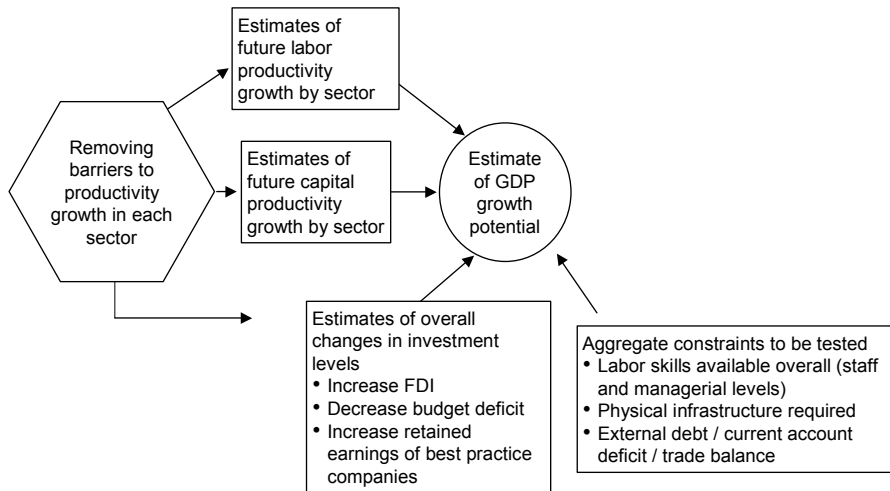 Estimates of
future labor
productivity
growth by sector
Removing
barriers to
productivity
growth in each
sector
Estimates of
future capital
productivity
growth by sector
Estimate
of GDP
growth
potential
Estimates of overall
changes in investment
levels
• Increase FDI
• Decrease budget deficit
• Increase retained
earnings of best practice
companies
Aggregate constraints to be tested
• Labor skills available overall (staff
and managerial levels)
• Physical infrastructure required
• External debt / current account
deficit / trade balance